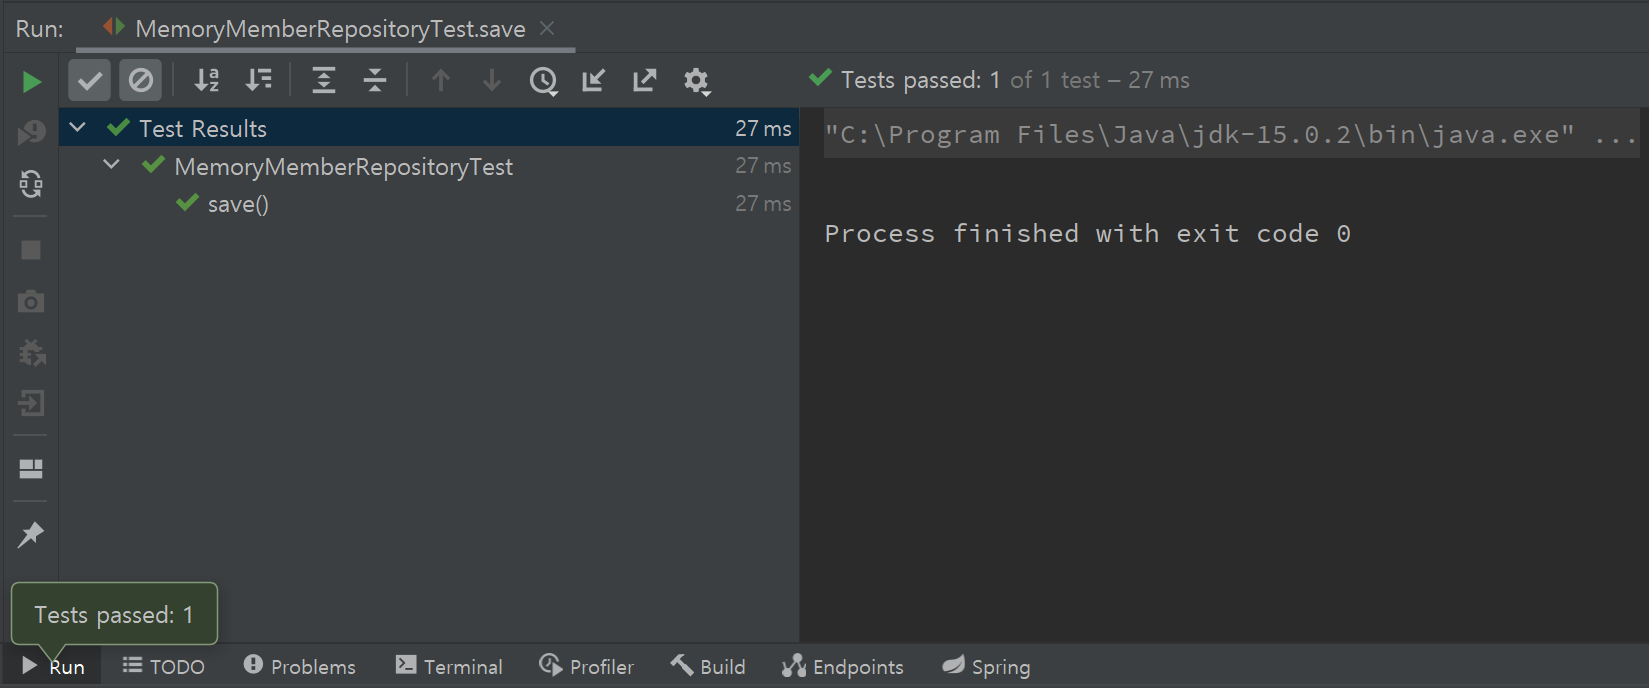 Run: MemoryMemberRepositoryTest.save
Tests passed: 1 of 1 test – 27 ms
Test Results 27 ms
MemoryMemberRepositoryTest 27 ms
save() 27 ms
"C:\Program Files\Java\jdk-15.0.2\bin\java.exe" ...
Process finished with exit code 0
Tests passed: 1
Run TODO Problems Terminal Profiler Build Endpoints Spring